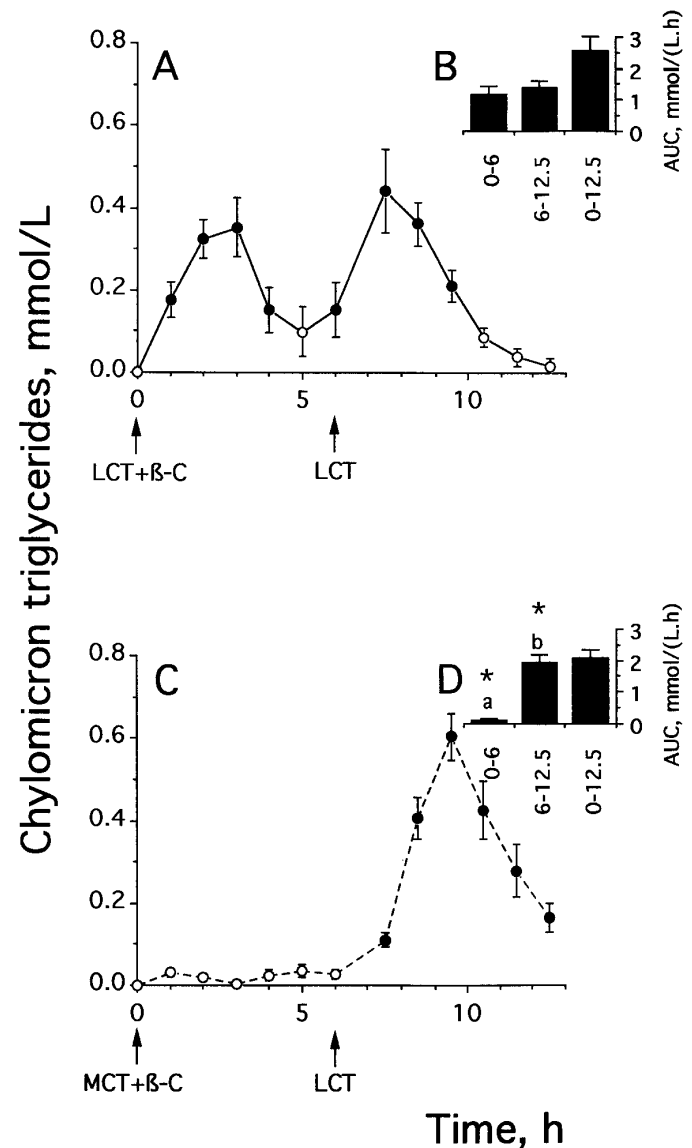 Chylomicron triglycerides, mmol/L
A
0.8
0.6
0.4
0.2
0.0
0
5
10
LCT+ß-C
LCT
B
3
2
1
0
AUC, mmol/(L.h)
0-6
6-12.5
0-12.5
C
0.8
0.6
0.4
0.2
0.0
0
5
10
MCT+ß-C
LCT
D
*
a
*
b
3
2
1
0
AUC, mmol/(L.h)
0-6
6-12.5
0-12.5
Time, h